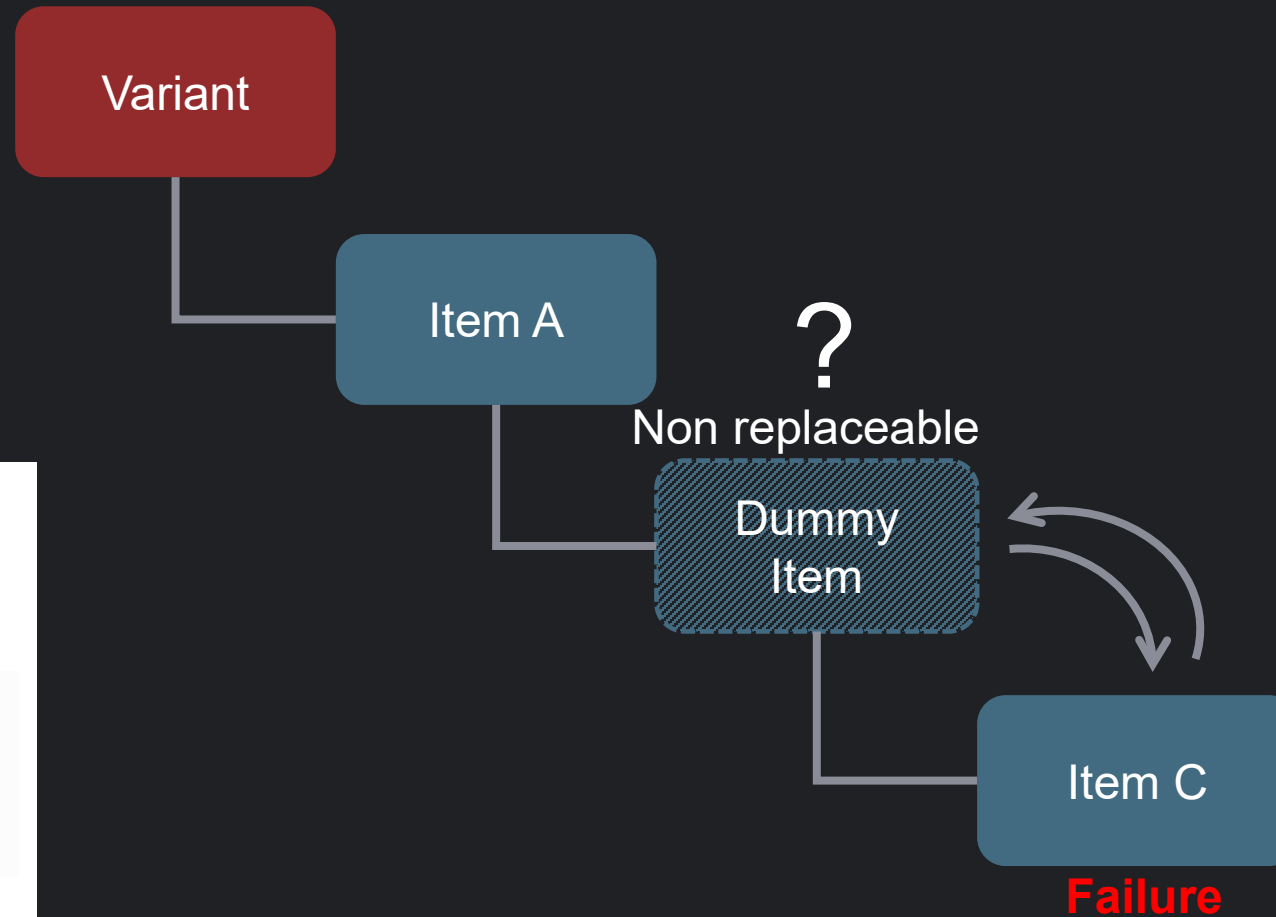 Variant
Item A
?
Non replaceable
Dummy
Item
Item C
Failure